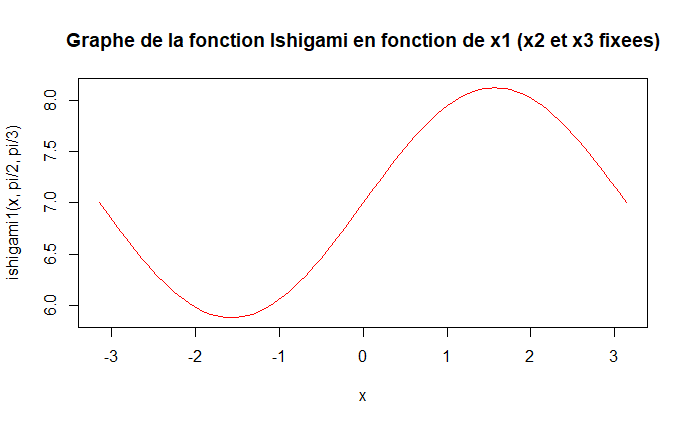 Graphe de la fonction Ishigami en fonction de x1 (x2 et x3 fixees)
ishigami1(x, pi/2, pi/3)
8.0
7.5
7.0
6.5
6.0
-3 -2 -1 0 1 2 3
x